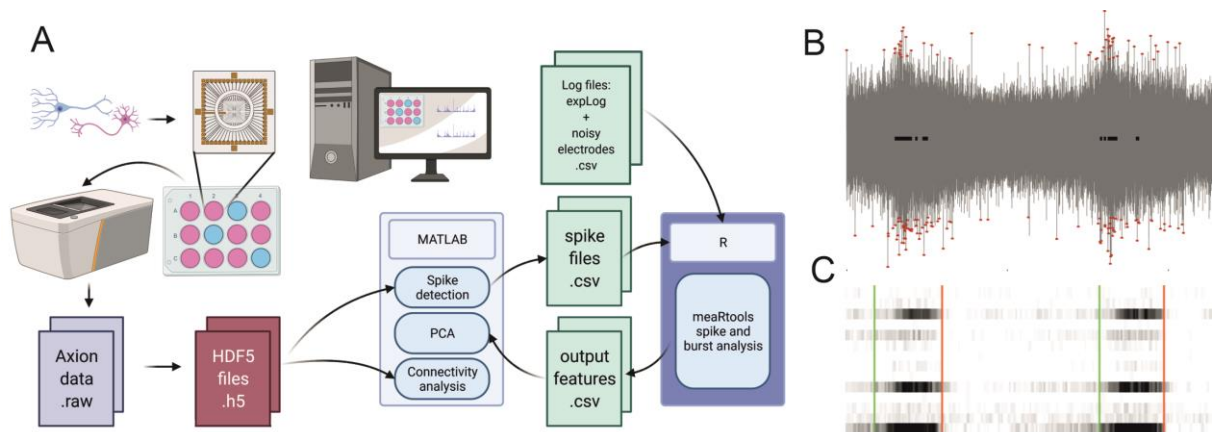 A
Log files:
expLog
+
noisy
electrodes
.csv
1 2 3 4
A
B
C
MATLAB
Spike
detection
PCA
Connectivity
analysis
spike
files
.csv
R
meaRtools
spike and
burst analysis
Axion
data
.raw
HDF5
files
.h5
output
features
.csv
B
C